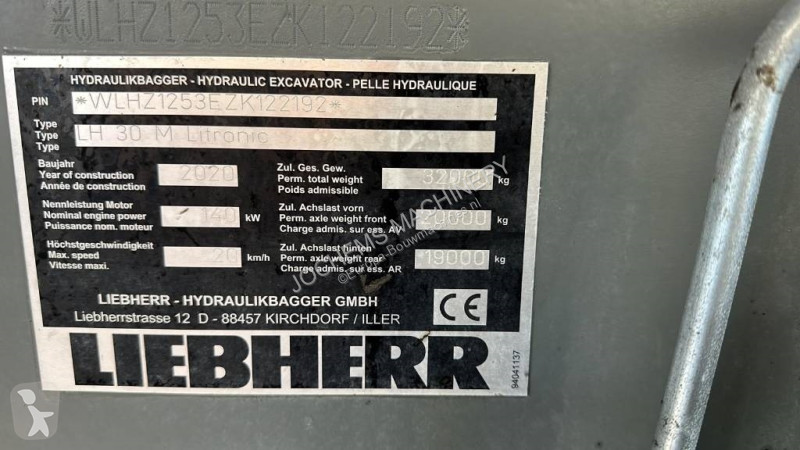 *WLHZ1253EZK122192*
HYDRAULIKBAGGER - HYDRAULIC EXCAVATOR - PELLE HYDRAULIQUE
PIN *WLHZ1253EZK122192*
Type
Type LH 30 M Litronic
Type
Baujahr
Year of construction 2020
Année de construction
Zul. Ges. Gew.
Perm. total weight kg
Poids admissible
Nennleistung Motor
Nominal engine power 140 kW
Puissance nom. moteur
Zul. Achslast vorn
Perm. axle weight front kg
Charge admis. sur ess. AV
Höchstgeschwindigkeit
Max. speed 20 km/h
Vitesse maxi.
Zul. Achslast hinten
Perm. axle weight rear 19000 kg
Charge admis. sur ess. AR
LIEBHERR - HYDRAULIKBAGGER GMBH
Liebherrstrasse 12 D - 88457 KIRCHDORF / ILLER
CE
LIEBHERR
94041137
JOCHEMS MACHINERY